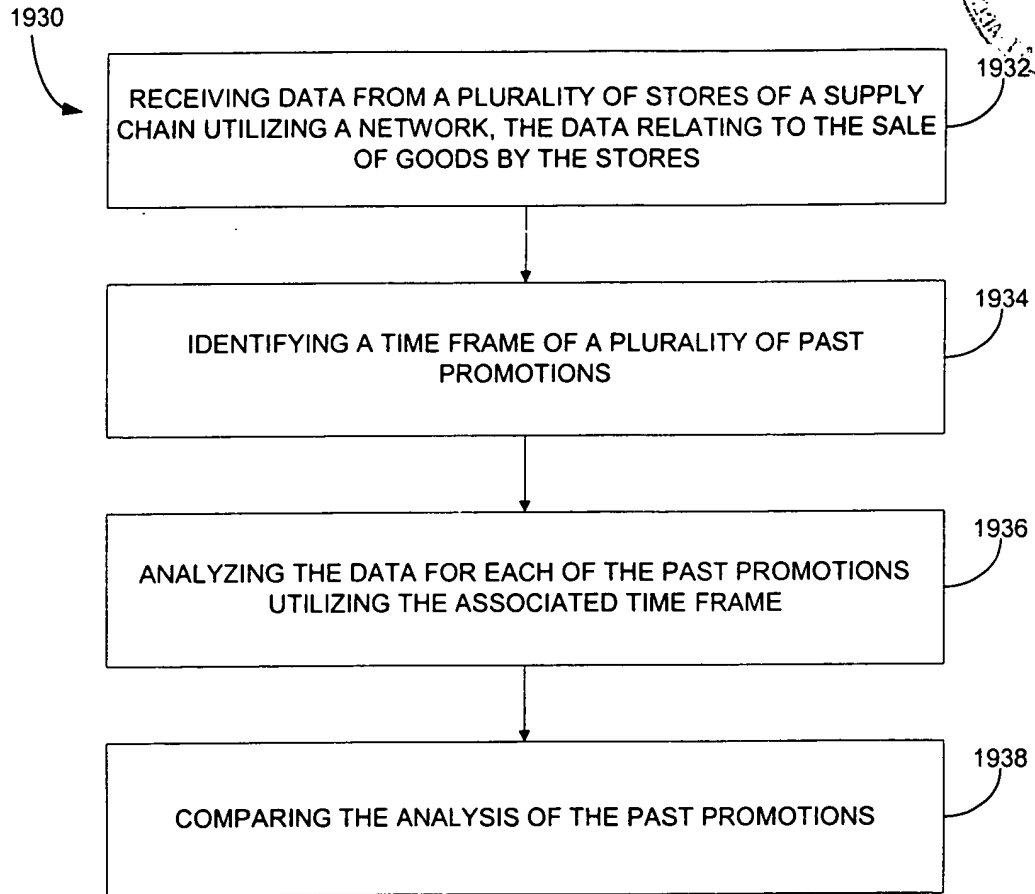 1930
1932
RECEIVING DATA FROM A PLURALITY OF STORES OF A SUPPLY
CHAIN UTILIZING A NETWORK, THE DATA RELATING TO THE SALE
OF GOODS BY THE STORES
1934
IDENTIFYING A TIME FRAME OF A PLURALITY OF PAST
PROMOTIONS
1936
ANALYZING THE DATA FOR EACH OF THE PAST PROMOTIONS
UTILIZING THE ASSOCIATED TIME FRAME
1938
COMPARING THE ANALYSIS OF THE PAST PROMOTIONS